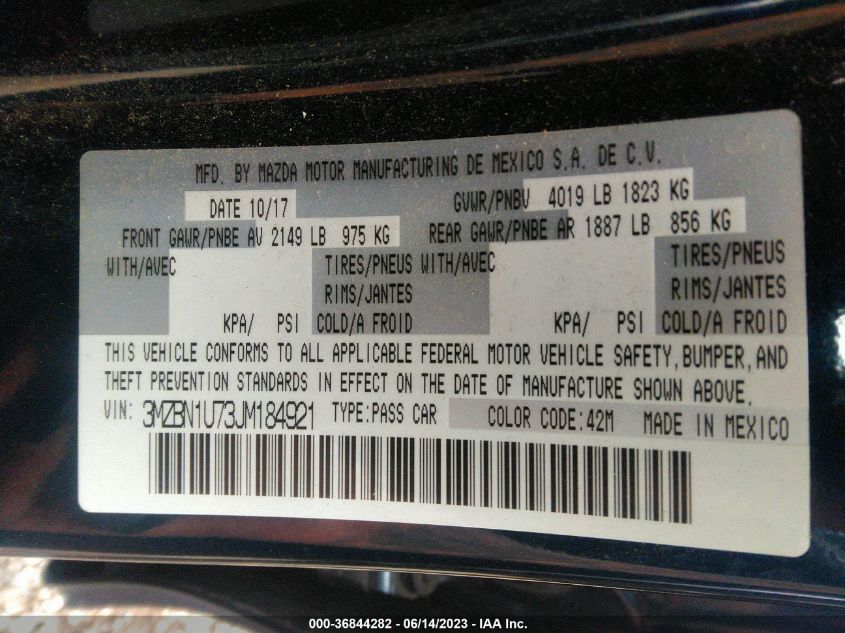 MFD. BY MAZDA MOTOR MANUFACTURING DE MEXICO S.A. DE C.V.
DATE 10/17 GVWR/PNBV 4019 LB 1823 KG
FRONT GAWR/PNBE AV 2149 LB 975 KG REAR GAWR/PNBE AR 1887 LB 856 KG
WITH/AVEC TIRES/PNEUS WITH/AVEC TIRES/PNEUS
RIMS/JANTES RIMS/JANTES
KPA/ PSI COLD/A FROID KPA/ PSI COLD/A FROID
THIS VEHICLE CONFORMS TO ALL APPLICABLE FEDERAL MOTOR VEHICLE SAFETY, BUMPER, AND
THEFT PREVENTION STANDARDS IN EFFECT ON THE DATE OF MANUFACTURE SHOWN ABOVE.
VIN: 3MZBN1U73JM184921 TYPE:PASS CAR COLOR CODE:42M MADE IN MEXICO
000-36844282 - 06/14/2023 - IAA Inc.